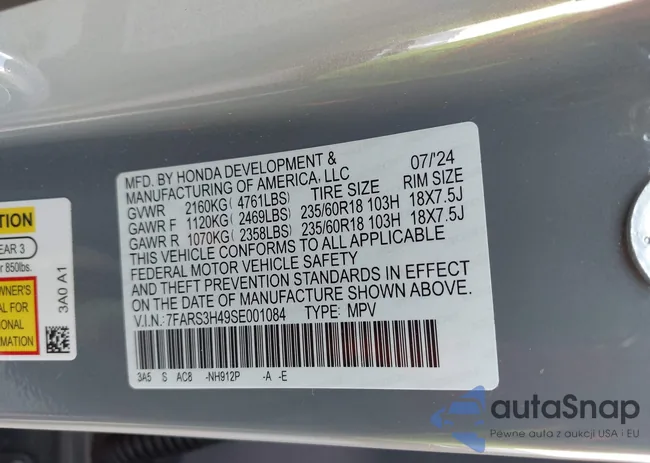 MFD. BY HONDA DEVELOPMENT & 07/'24
MANUFACTURING OF AMERICA, LLC
GVWR 2160KG( 4761LBS) TIRE SIZE RIM SIZE
GAWR F 1120KG( 2469LBS) 235/60R18 103H 18X7.5J
GAWR R 1070KG( 2358LBS) 235/60R18 103H 18X7.5J
THIS VEHICLE CONFORMS TO ALL APPLICABLE
FEDERAL MOTOR VEHICLE SAFETY
AND THEFT PREVENTION STANDARDS IN EFFECT
ON THE DATE OF MANUFACTURE SHOWN ABOVE.
V.I.N.:7FARS3H49SE001084 TYPE: MPV
3A5 S AC8 -NH912P -A -E
TION
EAR 3
r 850lbs.
WNER'S
AL FOR
IONAL
RMATION
3A0 A1
autaSnap
Pewne auta z aukcji USA i EU